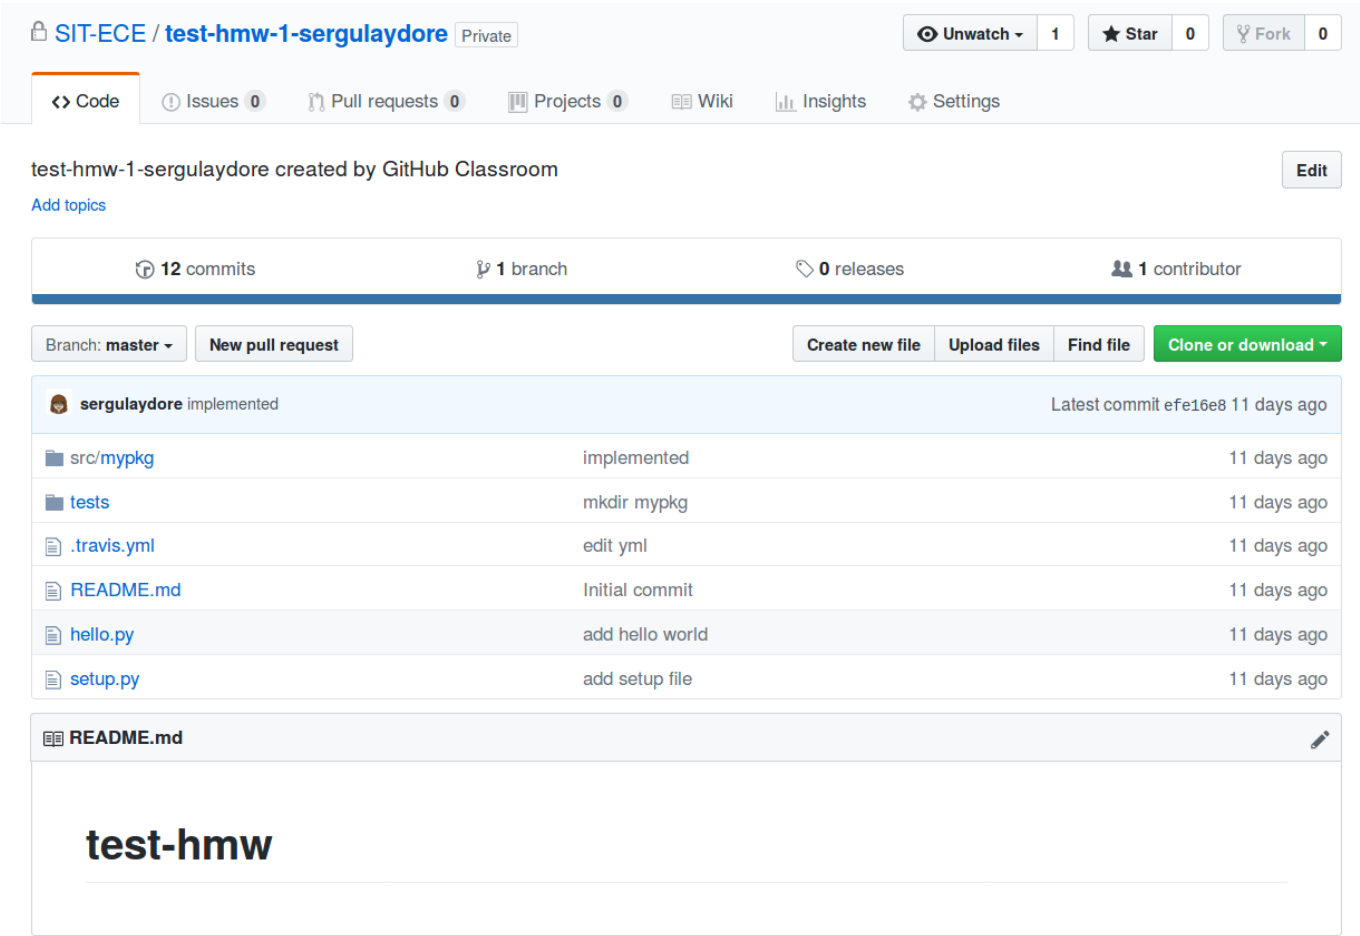 SIT-ECE / test-hmw-1-sergulaydore Private Unwatch 1 Star 0 Fork 0
Code Issues 0 Pull requests 0 Projects 0 Wiki Insights Settings
test-hmw-1-sergulaydore created by GitHub Classroom Edit
Add topics
12 commits 1 branch 0 releases 1 contributor
Branch: master New pull request Create new file Upload files Find file Clone or download
sergulaydore implemented Latest commit efe16e8 11 days ago
src/mypkg implemented 11 days ago
tests mkdir mypkg 11 days ago
.travis.yml edit yml 11 days ago
README.md Initial commit 11 days ago
hello.py add hello world 11 days ago
setup.py add setup file 11 days ago
README.md
test-hmw